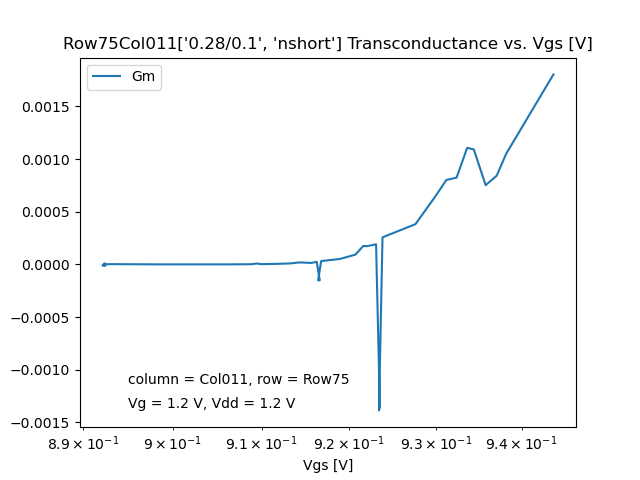 Row75Col011['0.28/0.1', 'nshort'] Transconductance vs. Vgs [V]
Gm
0.0015
0.0010
0.0005
0.0000
−0.0005
−0.0010
−0.0015
column = Col011, row = Row75
Vg = 1.2 V, Vdd = 1.2 V
8.9 × 10⁻¹ 9 × 10⁻¹ 9.1 × 10⁻¹ 9.2 × 10⁻¹ 9.3 × 10⁻¹ 9.4 × 10⁻¹
Vgs [V]